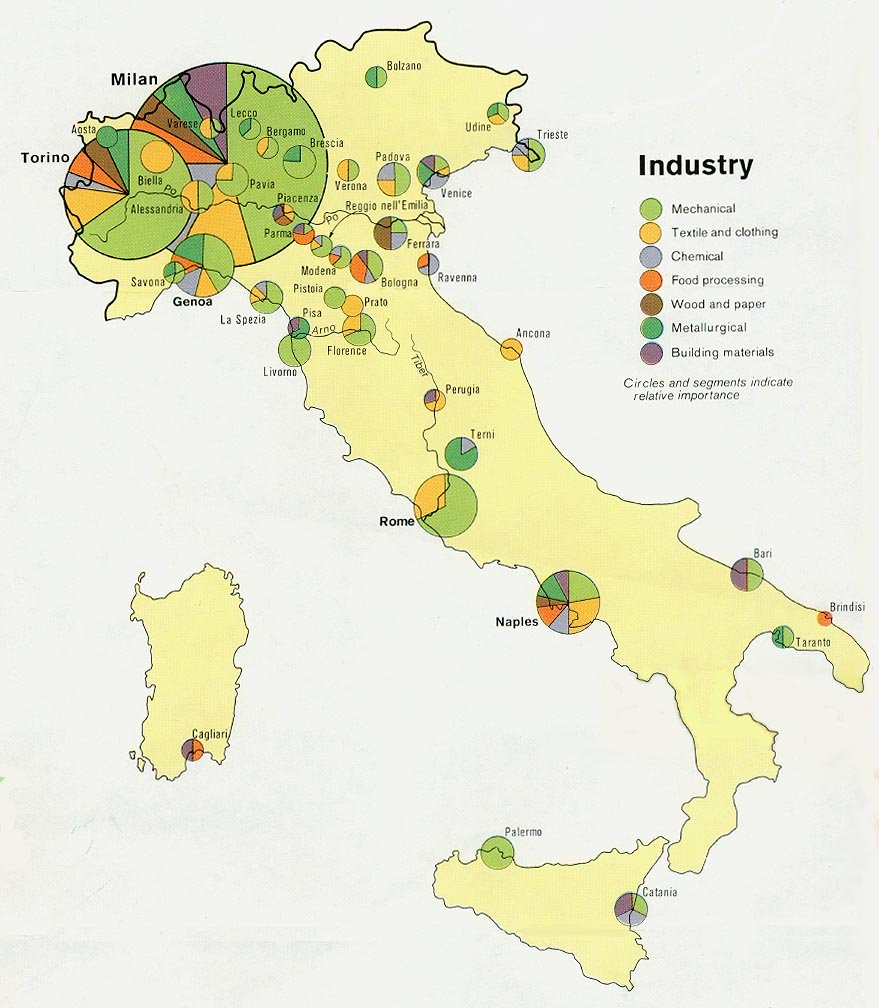 Bolzano
Milan
Udine
Trieste
Lecco
Varese
Bergamo
Aosta
Brescia
Torino
Padova
Verona
Venice
Biella
Po
Pavia
Alessandria
Piacenza
Reggio nell'Emilia
Po
Parma
Ferrara
Modena
Bologna
Ravenna
Savona
Genoa
Pistoia
Prato
La Spezia
Pisa
Arno
Florence
Livorno
Ancona
Tiber
Perugia
Terni
Rome
Bari
Naples
Brindisi
Taranto
Cagliari
Palermo
Catania
Industry
Mechanical
Textile and clothing
Chemical
Food processing
Wood and paper
Metallurgical
Building materials
Circles and segments indicate
relative importance